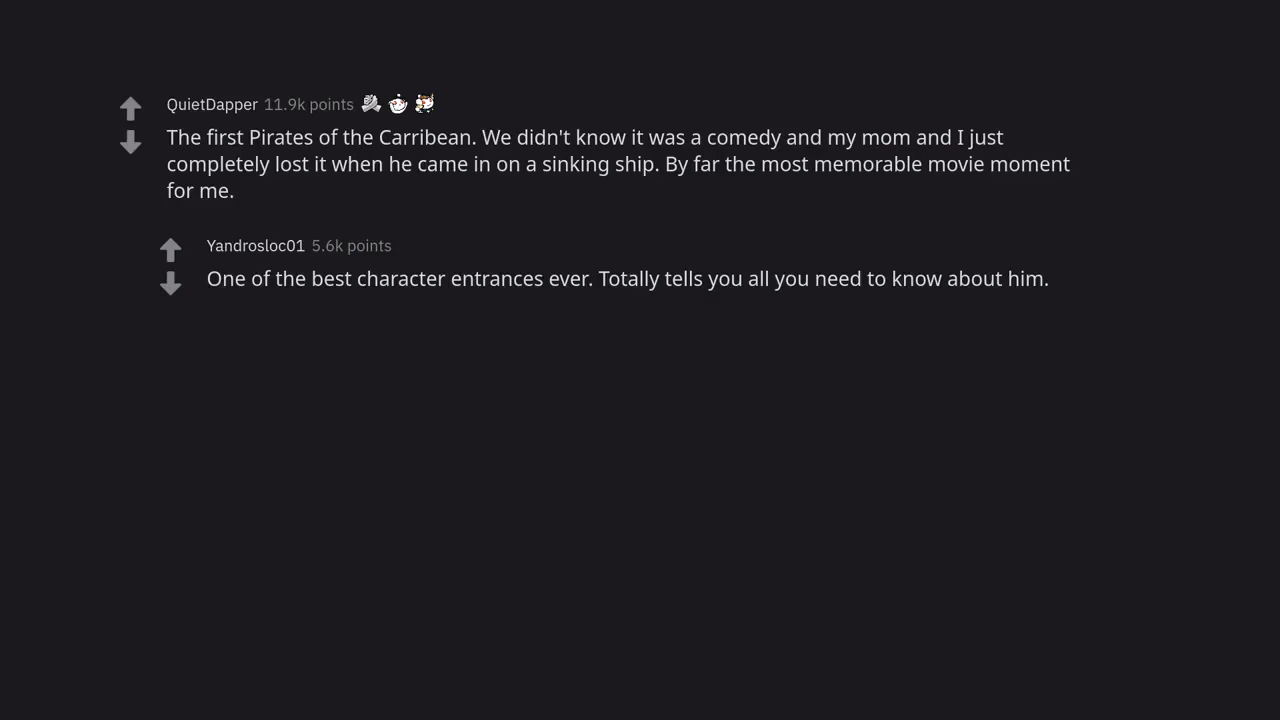 QuietDapper 11.9k points
The first Pirates of the Carribean. We didn't know it was a comedy and my mom and I just
completely lost it when he came in on a sinking ship. By far the most memorable movie moment
for me.
Yandrosloc01 5.6k points
One of the best character entrances ever. Totally tells you all you need to know about him.